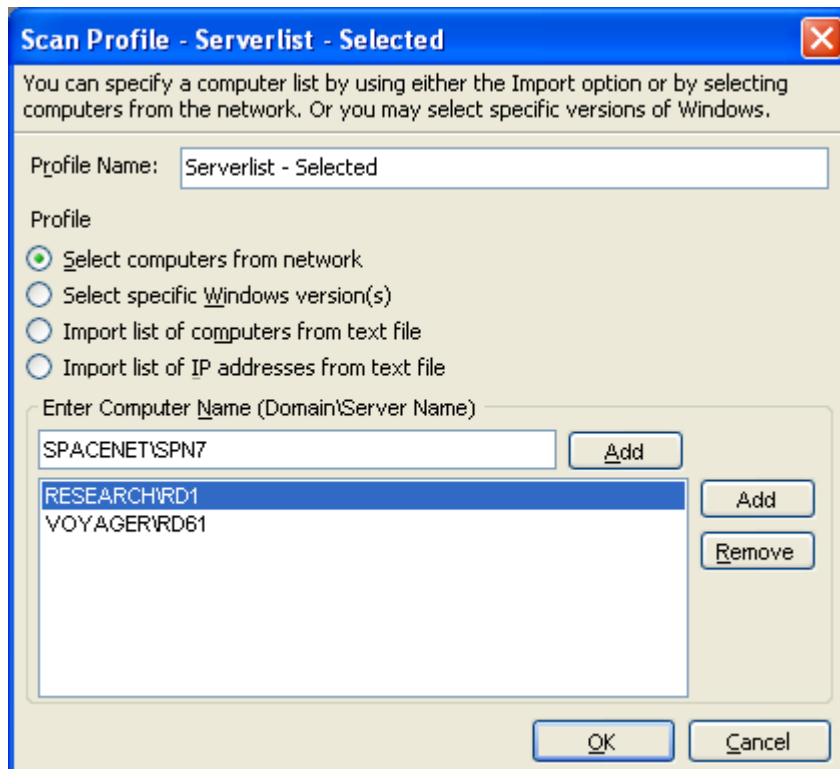 Scan Profile - Serverlist - Selected
You can specify a computer list by using either the Import option or by selecting
computers from the network. Or you may select specific versions of Windows.
Profile Name: Serverlist - Selected
Profile
Select computers from network
Select specific Windows version(s)
Import list of computers from text file
Import list of IP addresses from text file
Enter Computer Name (Domain\Server Name)
SPACENET\SPN7 Add
RESEARCH\RD1 Add
VOYAGER\RD61
Remove
OK Cancel